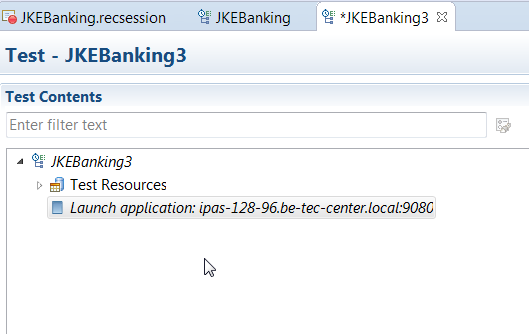 JKEBanking.recsession JKEBanking *JKEBanking3
Test - JKEBanking3
Test Contents
Enter filter text
JKEBanking3
Test Resources
Launch application: ipas-128-96.be-tec-center.local:9080